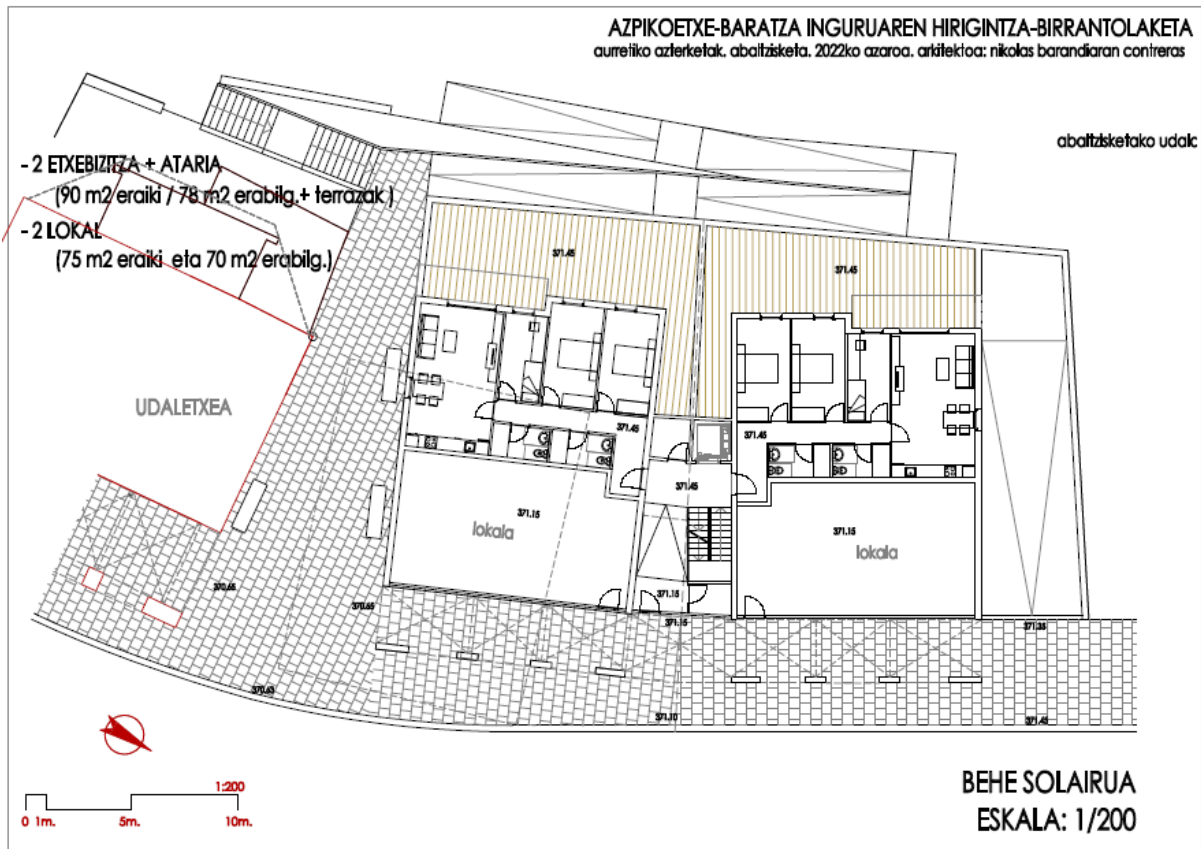 AZPIKOETXE-BARATZA INGURUAREN HIRIGINTZA-BIRRANTOLAKETA
aurretiko azterketak. abaltzisketa. 2022ko azaroa. arkitektoa: nikolas barandiaran contreras
abaltzisketako udalc
- 2 ETXEBIZITZA + ATARIA
(90 m2 eraiki / 78 m2 erabilg.+ terrazak )
- 2 LOKAL
(75 m2 eraiki eta 70 m2 erabilg.)
371.45
371.45
UDALETXEA
371.45
371.45
371.45
371.15
lokala
371.15
lokala
370.65
370.65
371.15
371.15
371.35
370.63
371.10
371.45
1:200
0 1m. 5m. 10m.
BEHE SOLAIRUA
ESKALA: 1/200